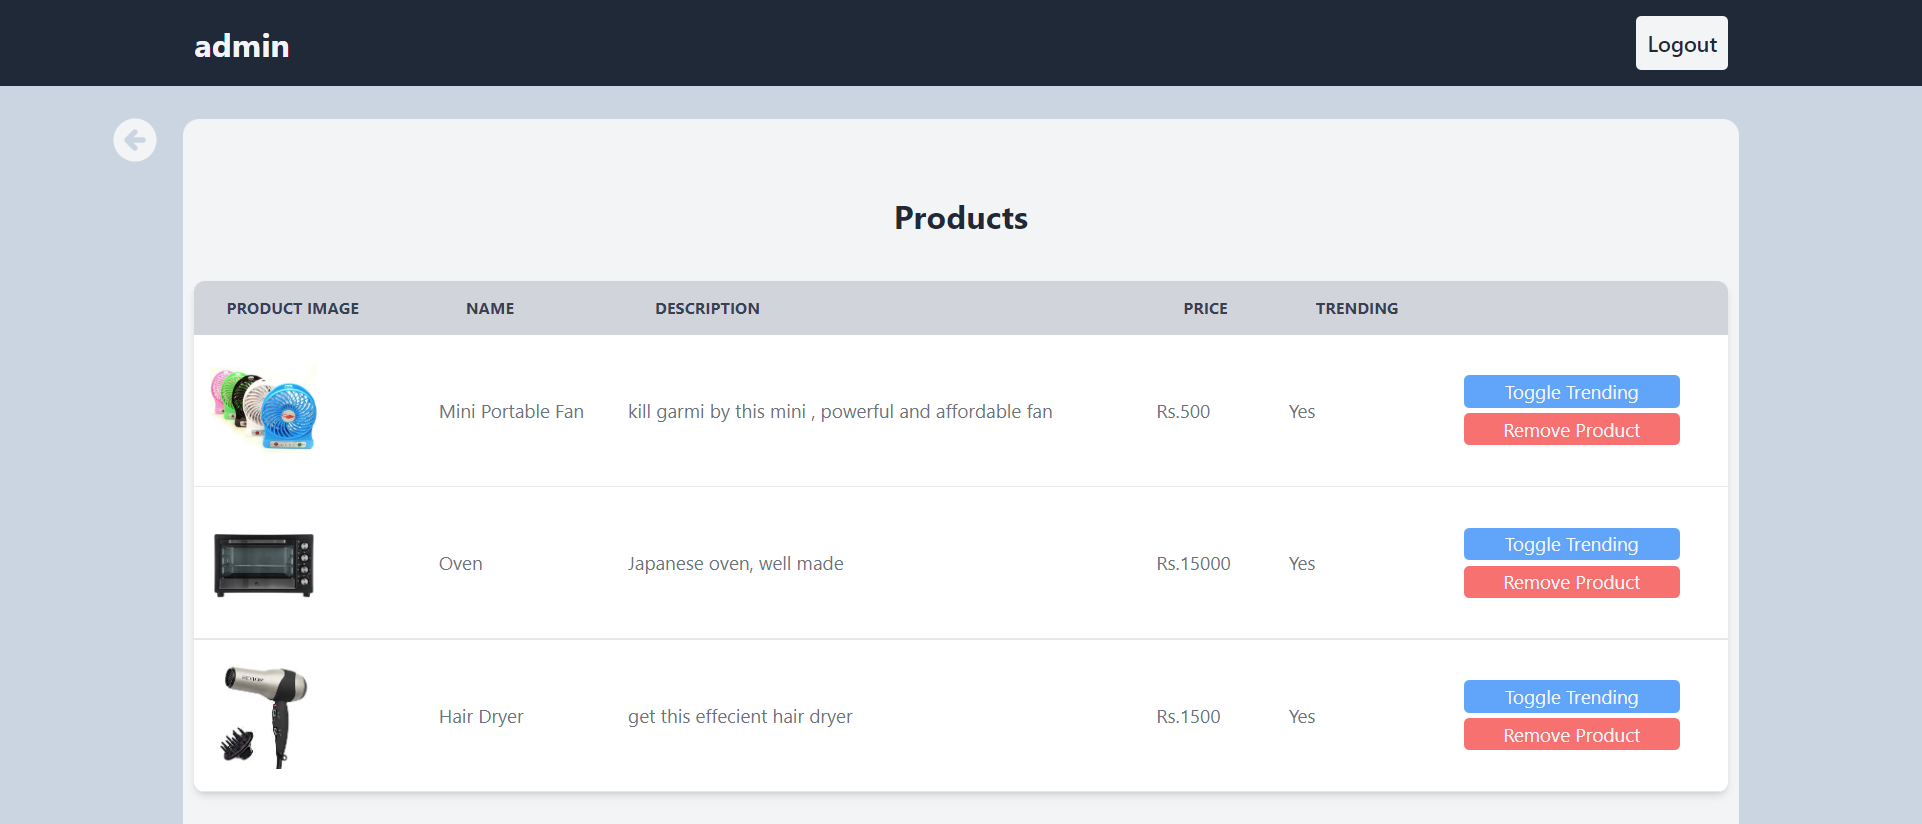 admin
Logout
Products
PRODUCT IMAGE NAME DESCRIPTION PRICE TRENDING
Mini Portable Fan kill garmi by this mini , powerful and affordable fan Rs.500 Yes Toggle Trending
Remove Product
Oven Japanese oven, well made Rs.15000 Yes Toggle Trending
Remove Product
Hair Dryer get this effecient hair dryer Rs.1500 Yes Toggle Trending
Remove Product